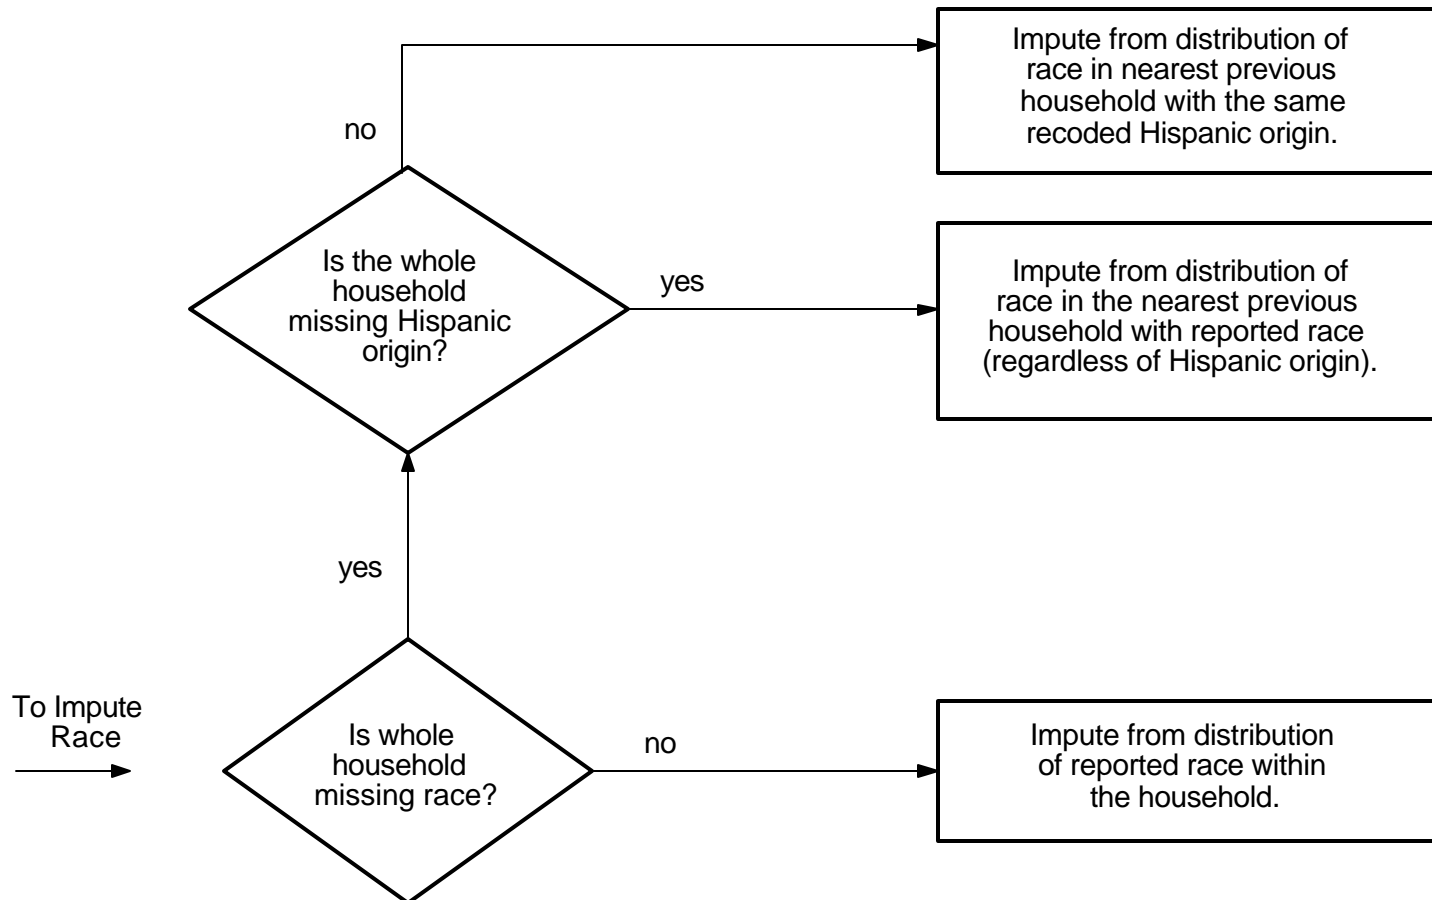 Impute from distribution of
race in nearest previous
household with the same
recoded Hispanic origin.
no
Is the whole
household
missing Hispanic
origin?
yes
Impute from distribution of
race in the nearest previous
household with reported race
(regardless of Hispanic origin).
yes
To Impute
Race
Is whole
household
missing race?
no
Impute from distribution
of reported race within
the household.